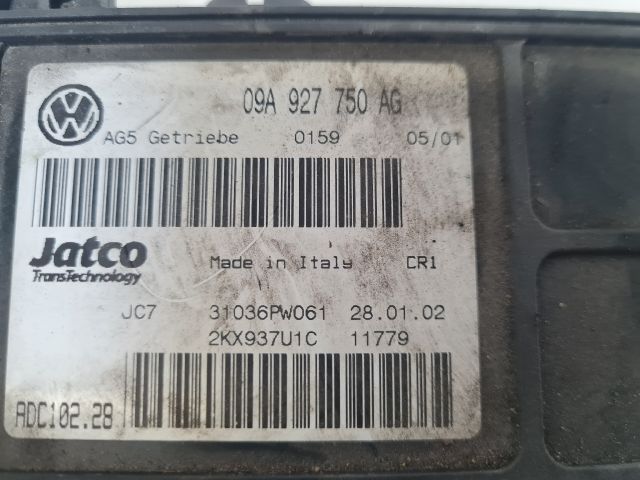 VW
09A 927 750 AG
AG5 Getriebe 0159 05/01
Jatco
TransTechnology
Made in Italy CR1
JC7 31036PW061 28.01.02
2KX937U1C 11779
ADC102.28